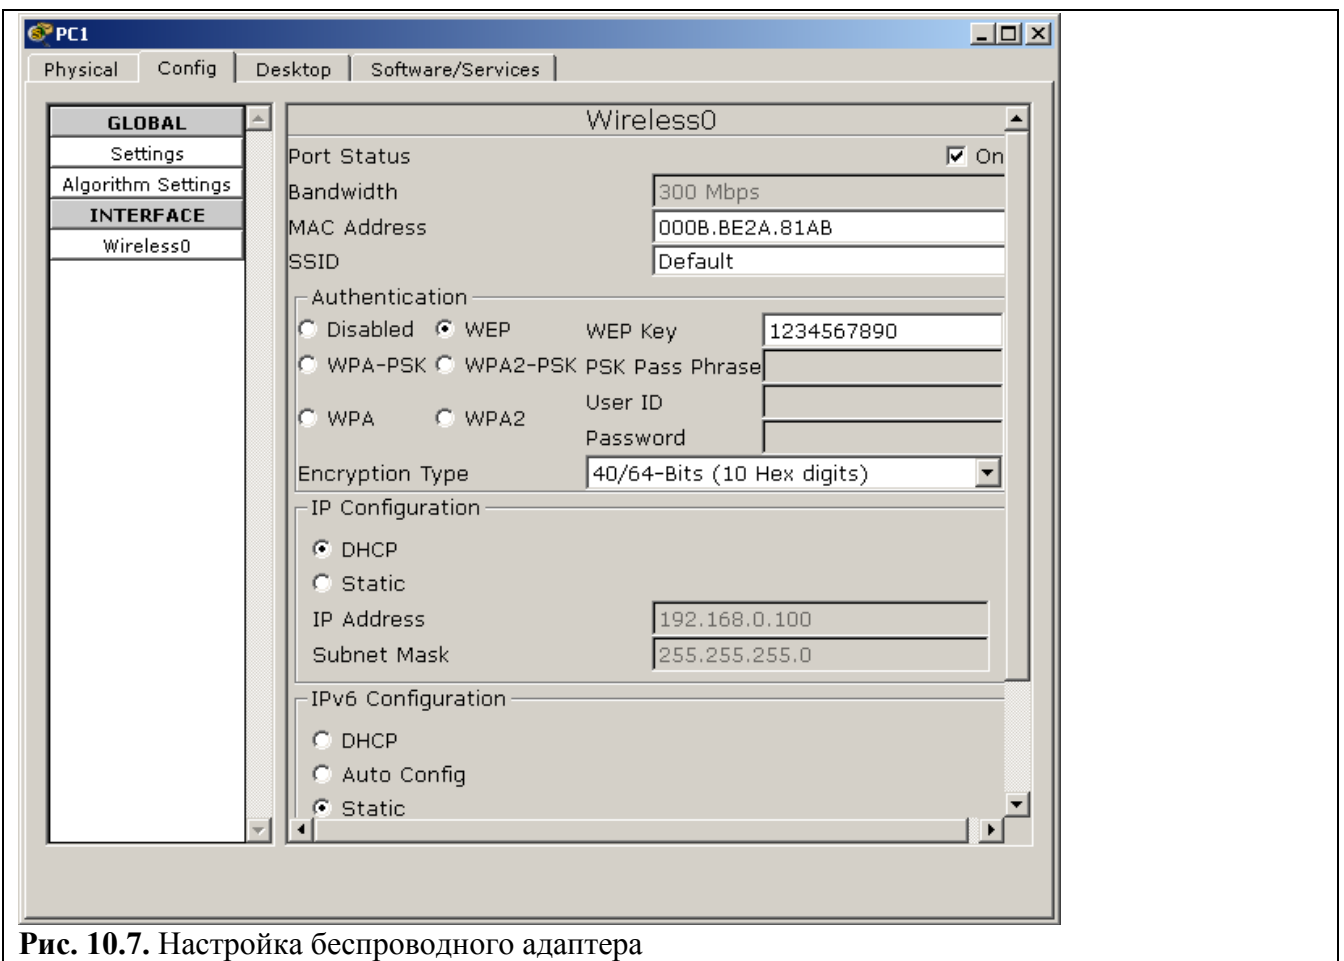 PC1
Physical Config Desktop Software/Services
GLOBAL
Settings
Algorithm Settings
INTERFACE
Wireless0
Wireless0
Port Status On
Bandwidth 300 Mbps
MAC Address 000B.BE2A.81AB
SSID Default
Authentication
Disabled WEP WEP Key 1234567890
WPA-PSK WPA2-PSK PSK Pass Phrase
User ID
WPA WPA2
Password
Encryption Type 40/64-Bits (10 Hex digits)
IP Configuration
DHCP
Static
IP Address 192.168.0.100
Subnet Mask 255.255.255.0
IPv6 Configuration
DHCP
Auto Config
Static
Рис. 10.7. Настройка беспроводного адаптера